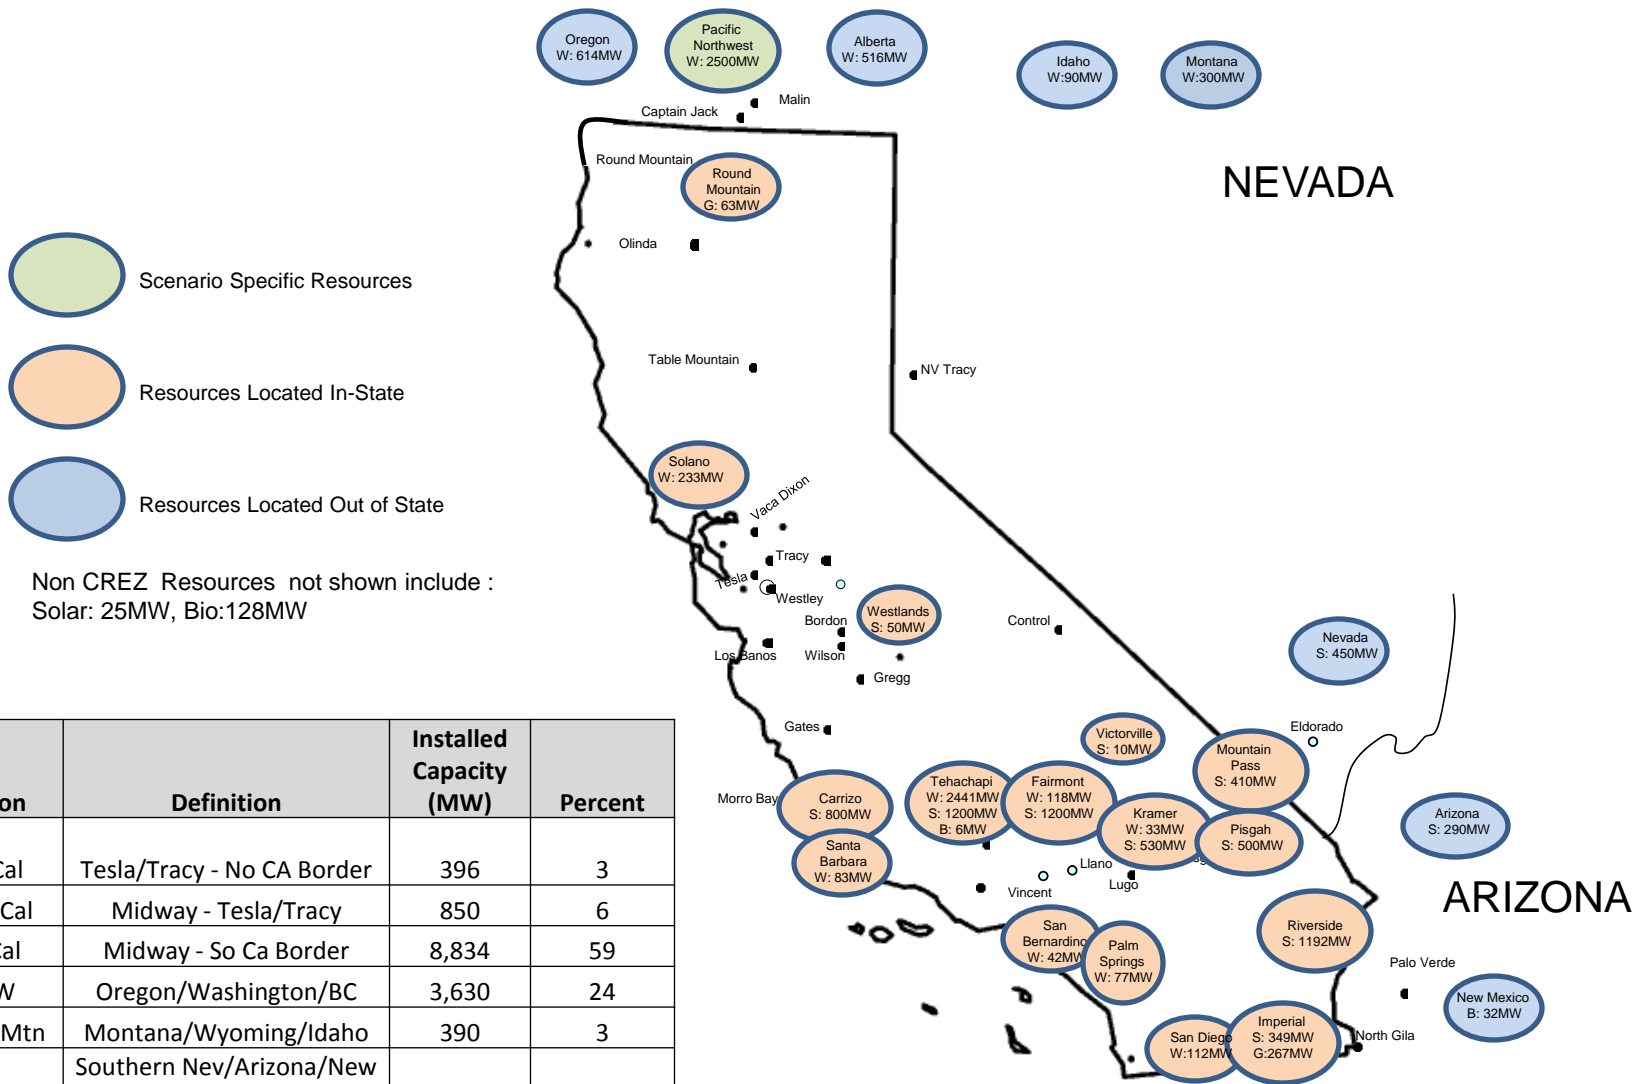 Oregon
W: 614MW
Pacific
Northwest
W: 2500MW
Alberta
W: 516MW
Idaho
W:90MW
Montana
W:300MW
Malin
Captain Jack
Round Mountain
Round
Mountain
G: 63MW
NEVADA
Olinda
Scenario Specific Resources
Table Mountain
NV Tracy
Resources Located In-State
Solano
W: 233MW
Resources Located Out of State
Vaca Dixon
Tracy
Tesla
Westley
Non CREZ Resources not shown include :
Solar: 25MW, Bio:128MW
Westlands
S: 50MW
Bordon
Control
Los Banos
Wilson
Nevada
S: 450MW
Gregg
Gates
Victorville
S: 10MW
Eldorado
Mountain
Pass
S: 410MW
Morro Bay
Carrizo
S: 800MW
Tehachapi
W: 2441MW
S: 1200MW
B: 6MW
Fairmont
W: 118MW
S: 1200MW
Kramer
W: 33MW
S: 530MW
Pisgah
S: 500MW
Arizona
S: 290MW
Santa
Barbara
W: 83MW
Llano
Vincent
Lugo
ARIZONA
San
Bernardino
W: 42MW
Palm
Springs
W: 77MW
Riverside
S: 1192MW
Palo Verde
New Mexico
B: 32MW
San Diego
W:112MW
Imperial
S: 349MW
G:267MW
North Gila
on Definition Installed Capacity (MW) Percent
Cal Tesla/Tracy - No CA Border 396 3
Cal Midway - Tesla/Tracy 850 6
Cal Midway - So Ca Border 8,834 59
W Oregon/Washington/BC 3,630 24
Mtn Montana/Wyoming/Idaho 390 3
Southern Nev/Arizona/New